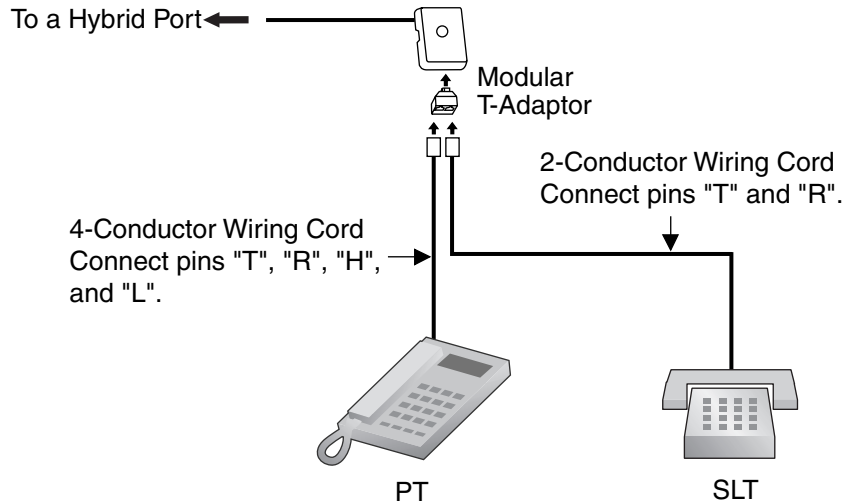 To a Hybrid Port
Modular
T-Adaptor
2-Conductor Wiring Cord
Connect pins "T" and "R".
4-Conductor Wiring Cord
Connect pins "T", "R", "H",
and "L".
PT
SLT